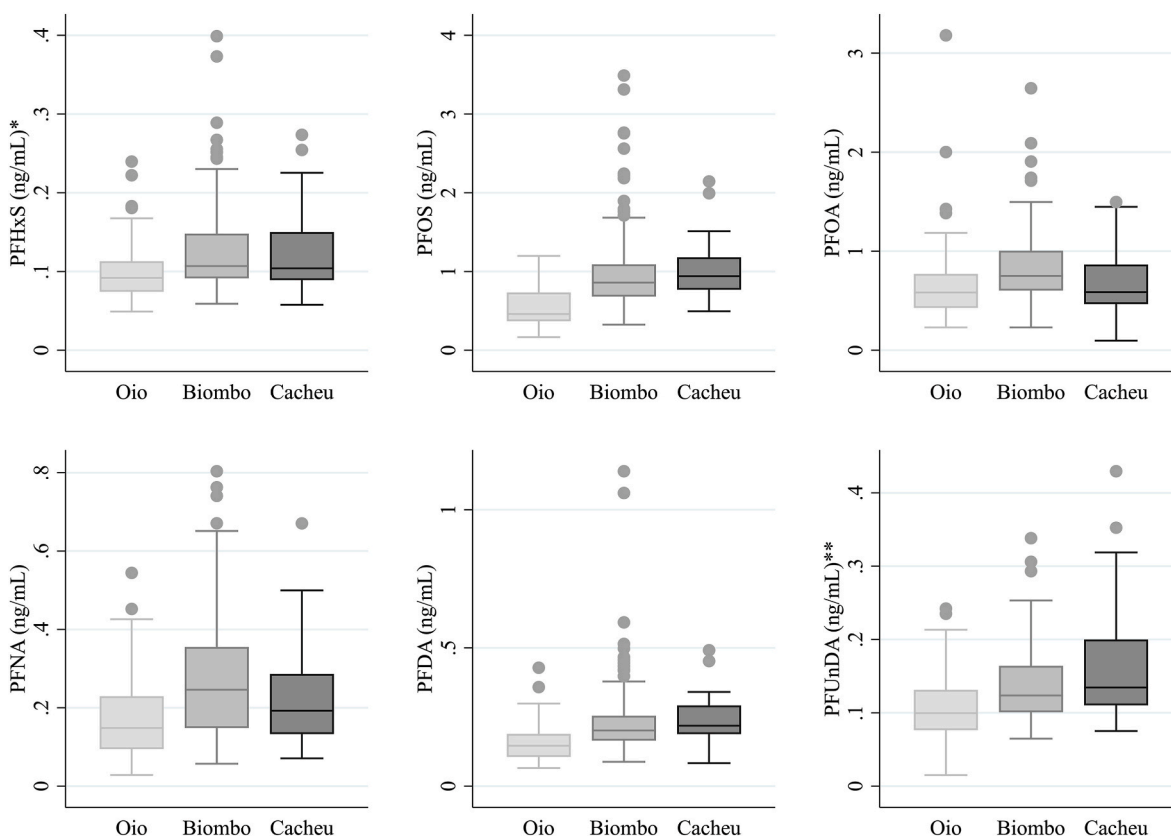 PFHxS (ng/mL)*
.4
.3
.2
.1
0
Oio Biombo Cacheu
PFOS (ng/mL)
4
3
2
1
0
Oio Biombo Cacheu
PFOA (ng/mL)
3
2
1
0
Oio Biombo Cacheu
PFNA (ng/mL)
.8
.6
.4
.2
0
Oio Biombo Cacheu
PFDA (ng/mL)
1
.5
0
Oio Biombo Cacheu
PFUnDA (ng/mL)**
.4
.3
.2
.1
0
Oio Biombo Cacheu